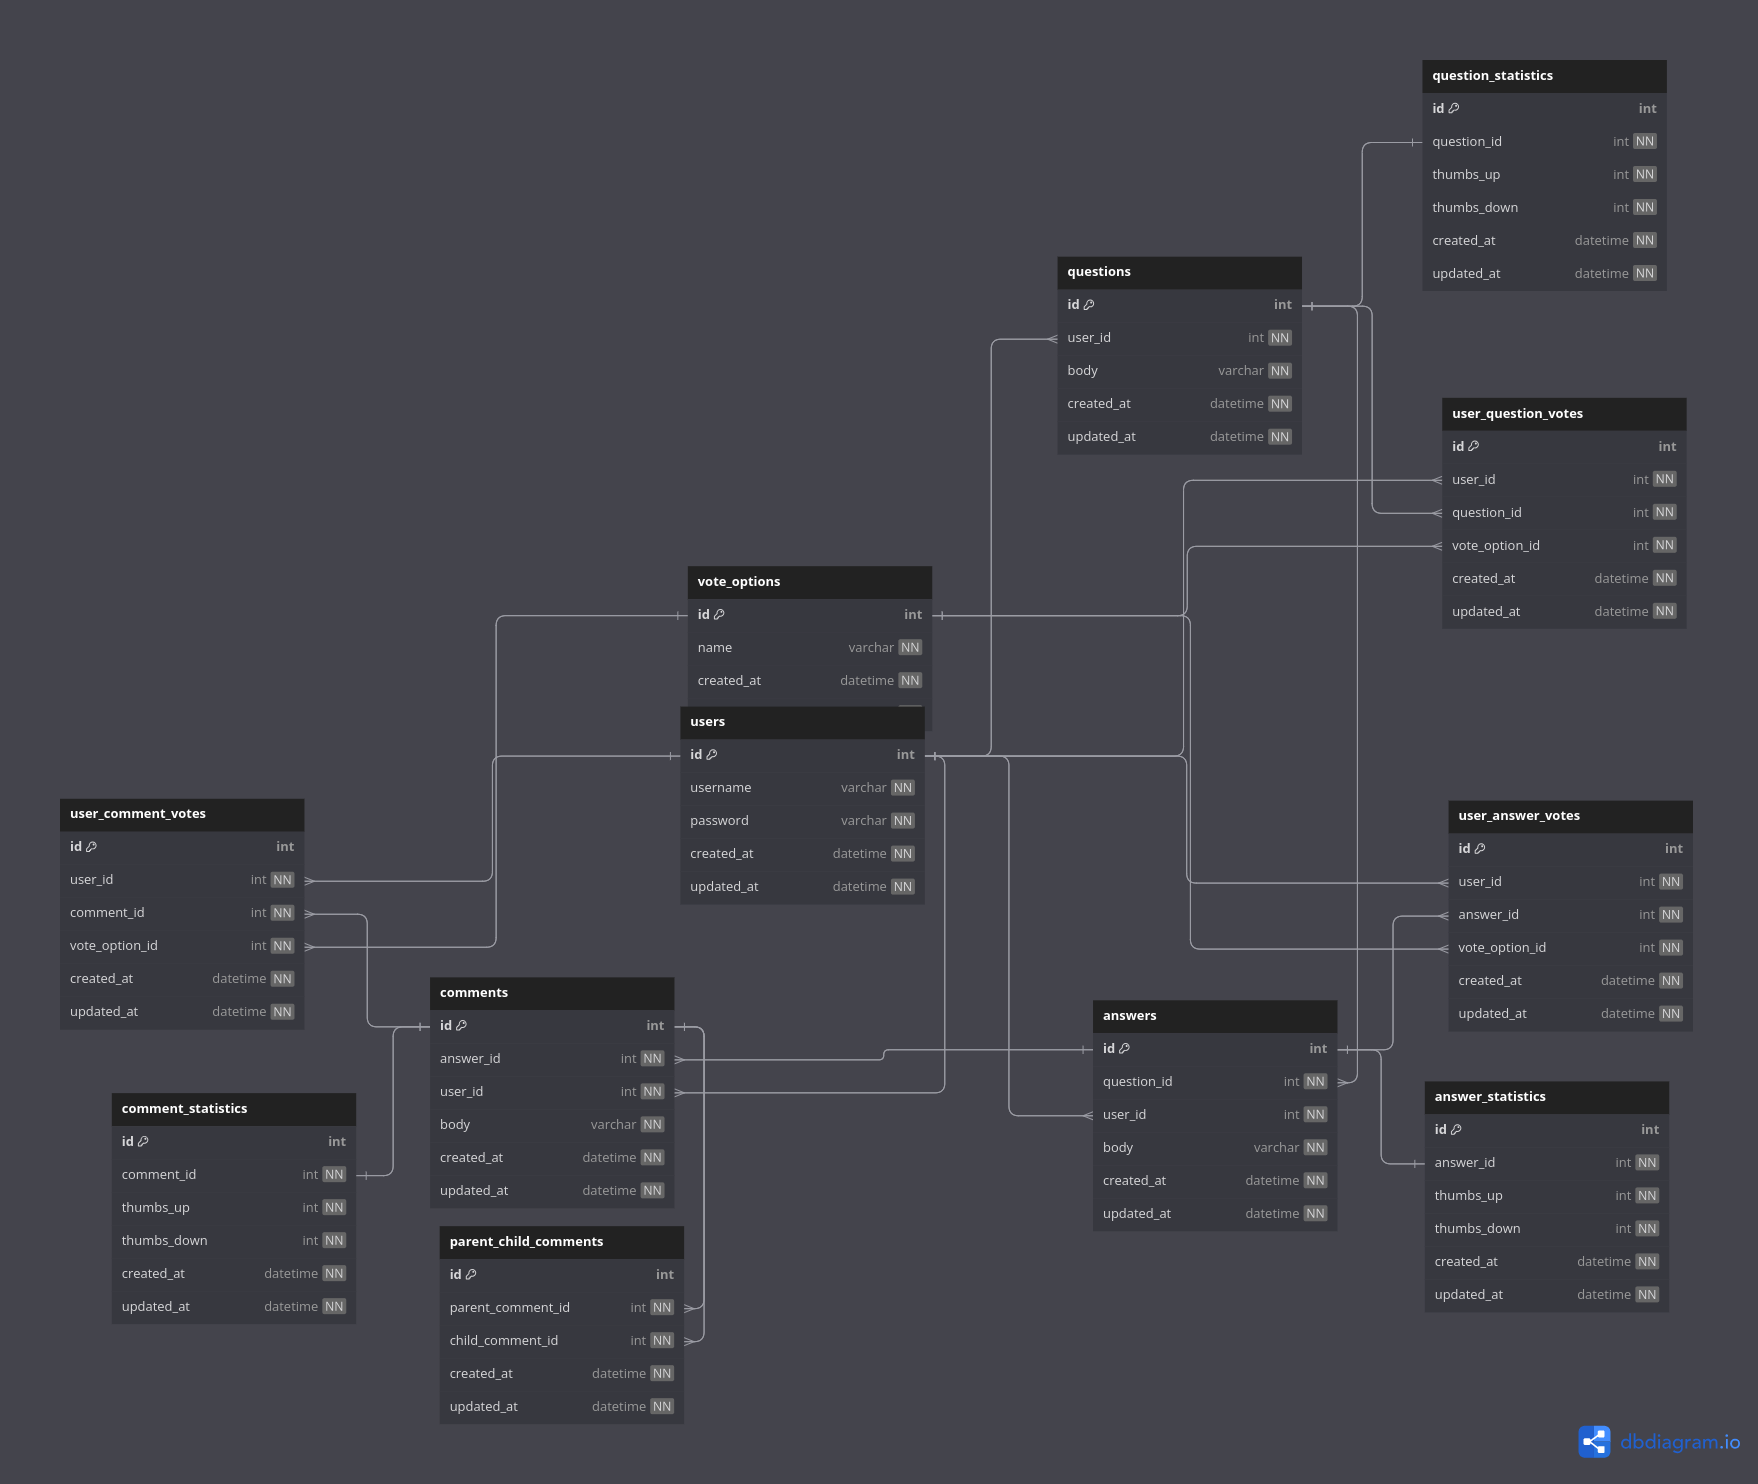 question_statistics
id int
question_id int NN
thumbs_up int NN
thumbs_down int NN
created_at datetime NN
updated_at datetime NN
questions
id int
user_id int NN
body varchar NN
created_at datetime NN
updated_at datetime NN
user_question_votes
id int
user_id int NN
question_id int NN
vote_option_id int NN
created_at datetime NN
updated_at datetime NN
vote_options
id int
name varchar NN
created_at datetime NN
users
id int
username varchar NN
password varchar NN
created_at datetime NN
updated_at datetime NN
user_comment_votes
id int
user_id int NN
comment_id int NN
vote_option_id int NN
created_at datetime NN
updated_at datetime NN
user_answer_votes
id int
user_id int NN
answer_id int NN
vote_option_id int NN
created_at datetime NN
updated_at datetime NN
comments
id int
answer_id int NN
user_id int NN
body varchar NN
created_at datetime NN
updated_at datetime NN
answers
id int
question_id int NN
user_id int NN
body varchar NN
created_at datetime NN
updated_at datetime NN
comment_statistics
id int
comment_id int NN
thumbs_up int NN
thumbs_down int NN
created_at datetime NN
updated_at datetime NN
answer_statistics
id int
answer_id int NN
thumbs_up int NN
thumbs_down int NN
created_at datetime NN
updated_at datetime NN
parent_child_comments
id int
parent_comment_id int NN
child_comment_id int NN
created_at datetime NN
updated_at datetime NN
dbdiagram.io